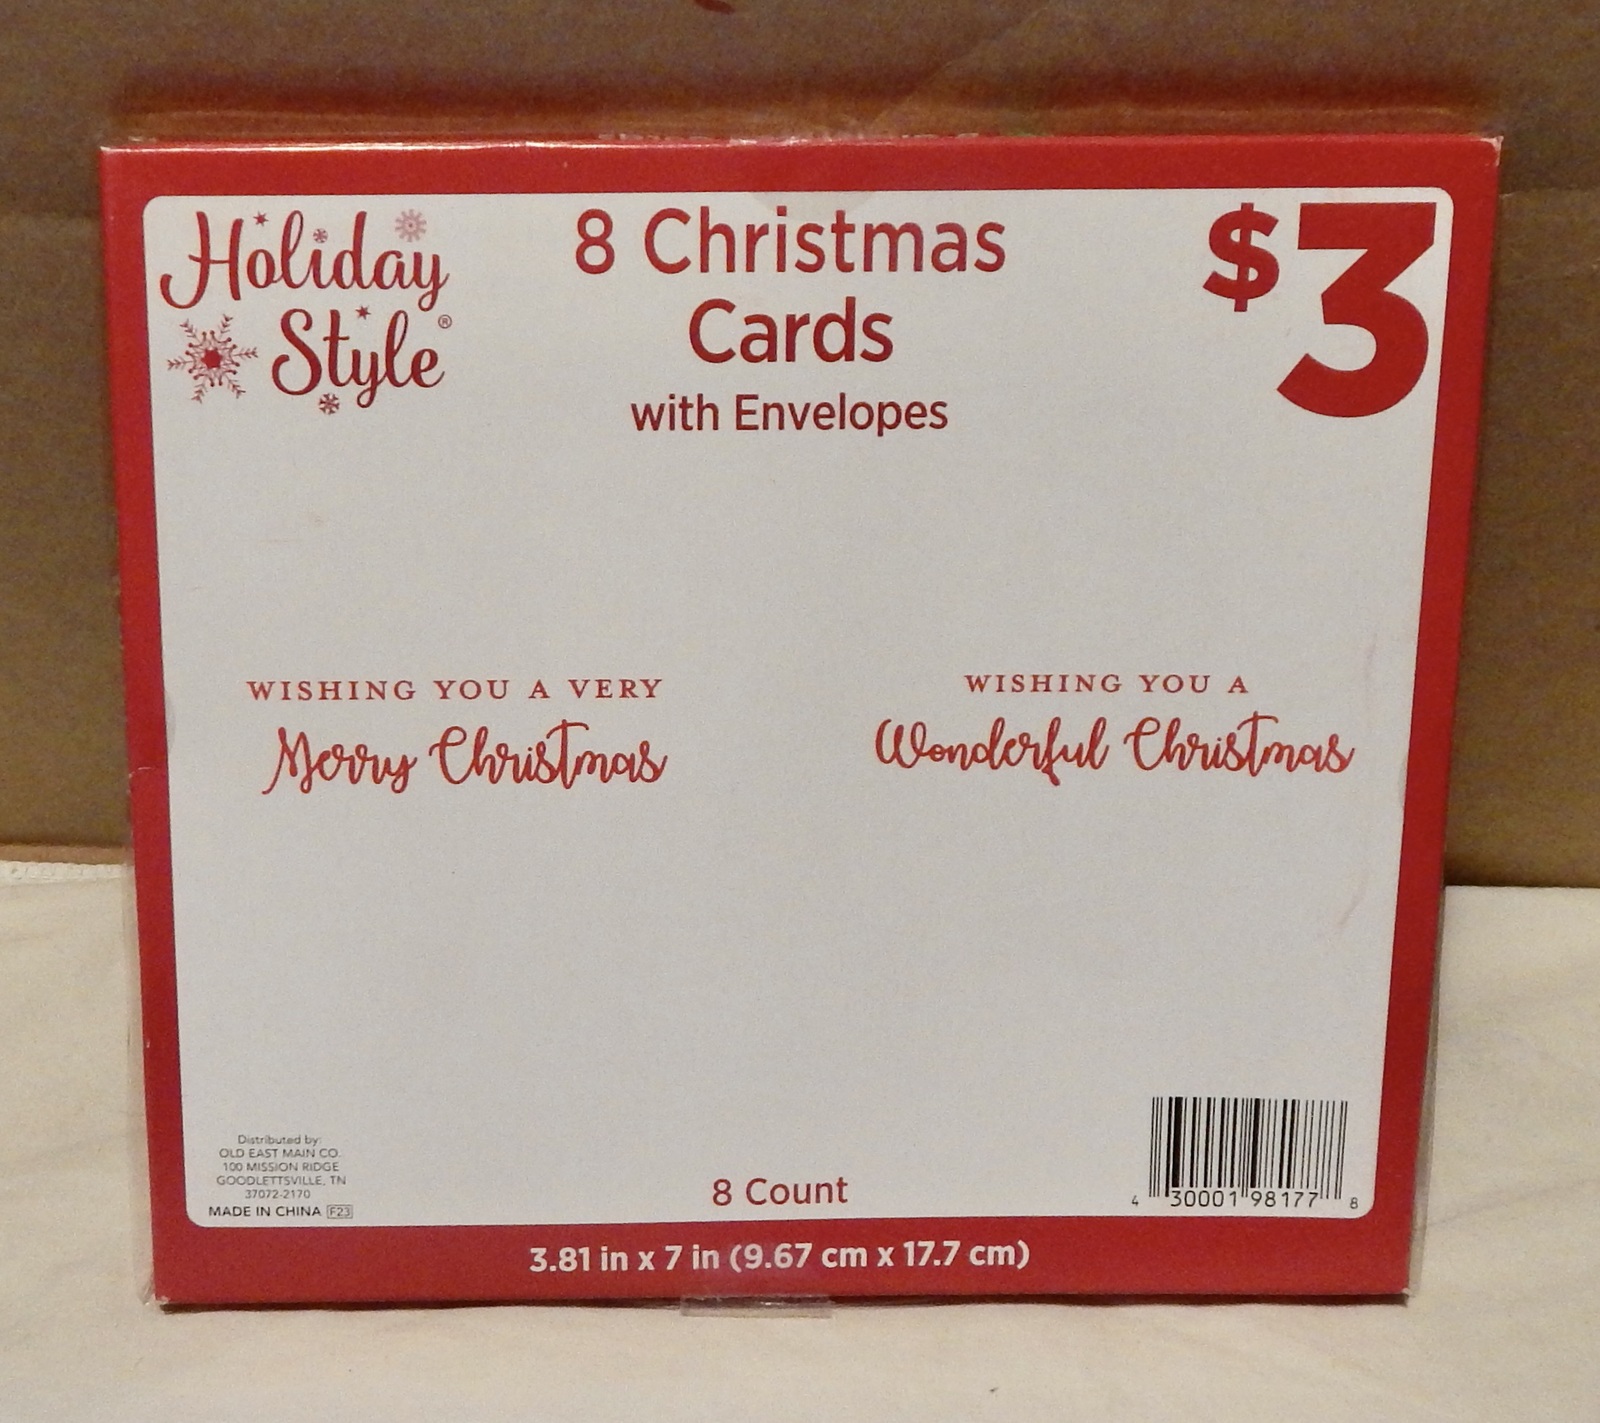 Holiday
Style®
8 Christmas
Cards
with Envelopes
$3
WISHING YOU A VERY
Merry Christmas
WISHING YOU A
Wonderful Christmas
Distributed by:
OLD EAST MAIN CO.
100 MISSION RIDGE
GOODLETTSVILLE, TN
37072-2170
MADE IN CHINA F23
8 Count
4 30001 98177 8
3.81 in x 7 in (9.67 cm x 17.7 cm)